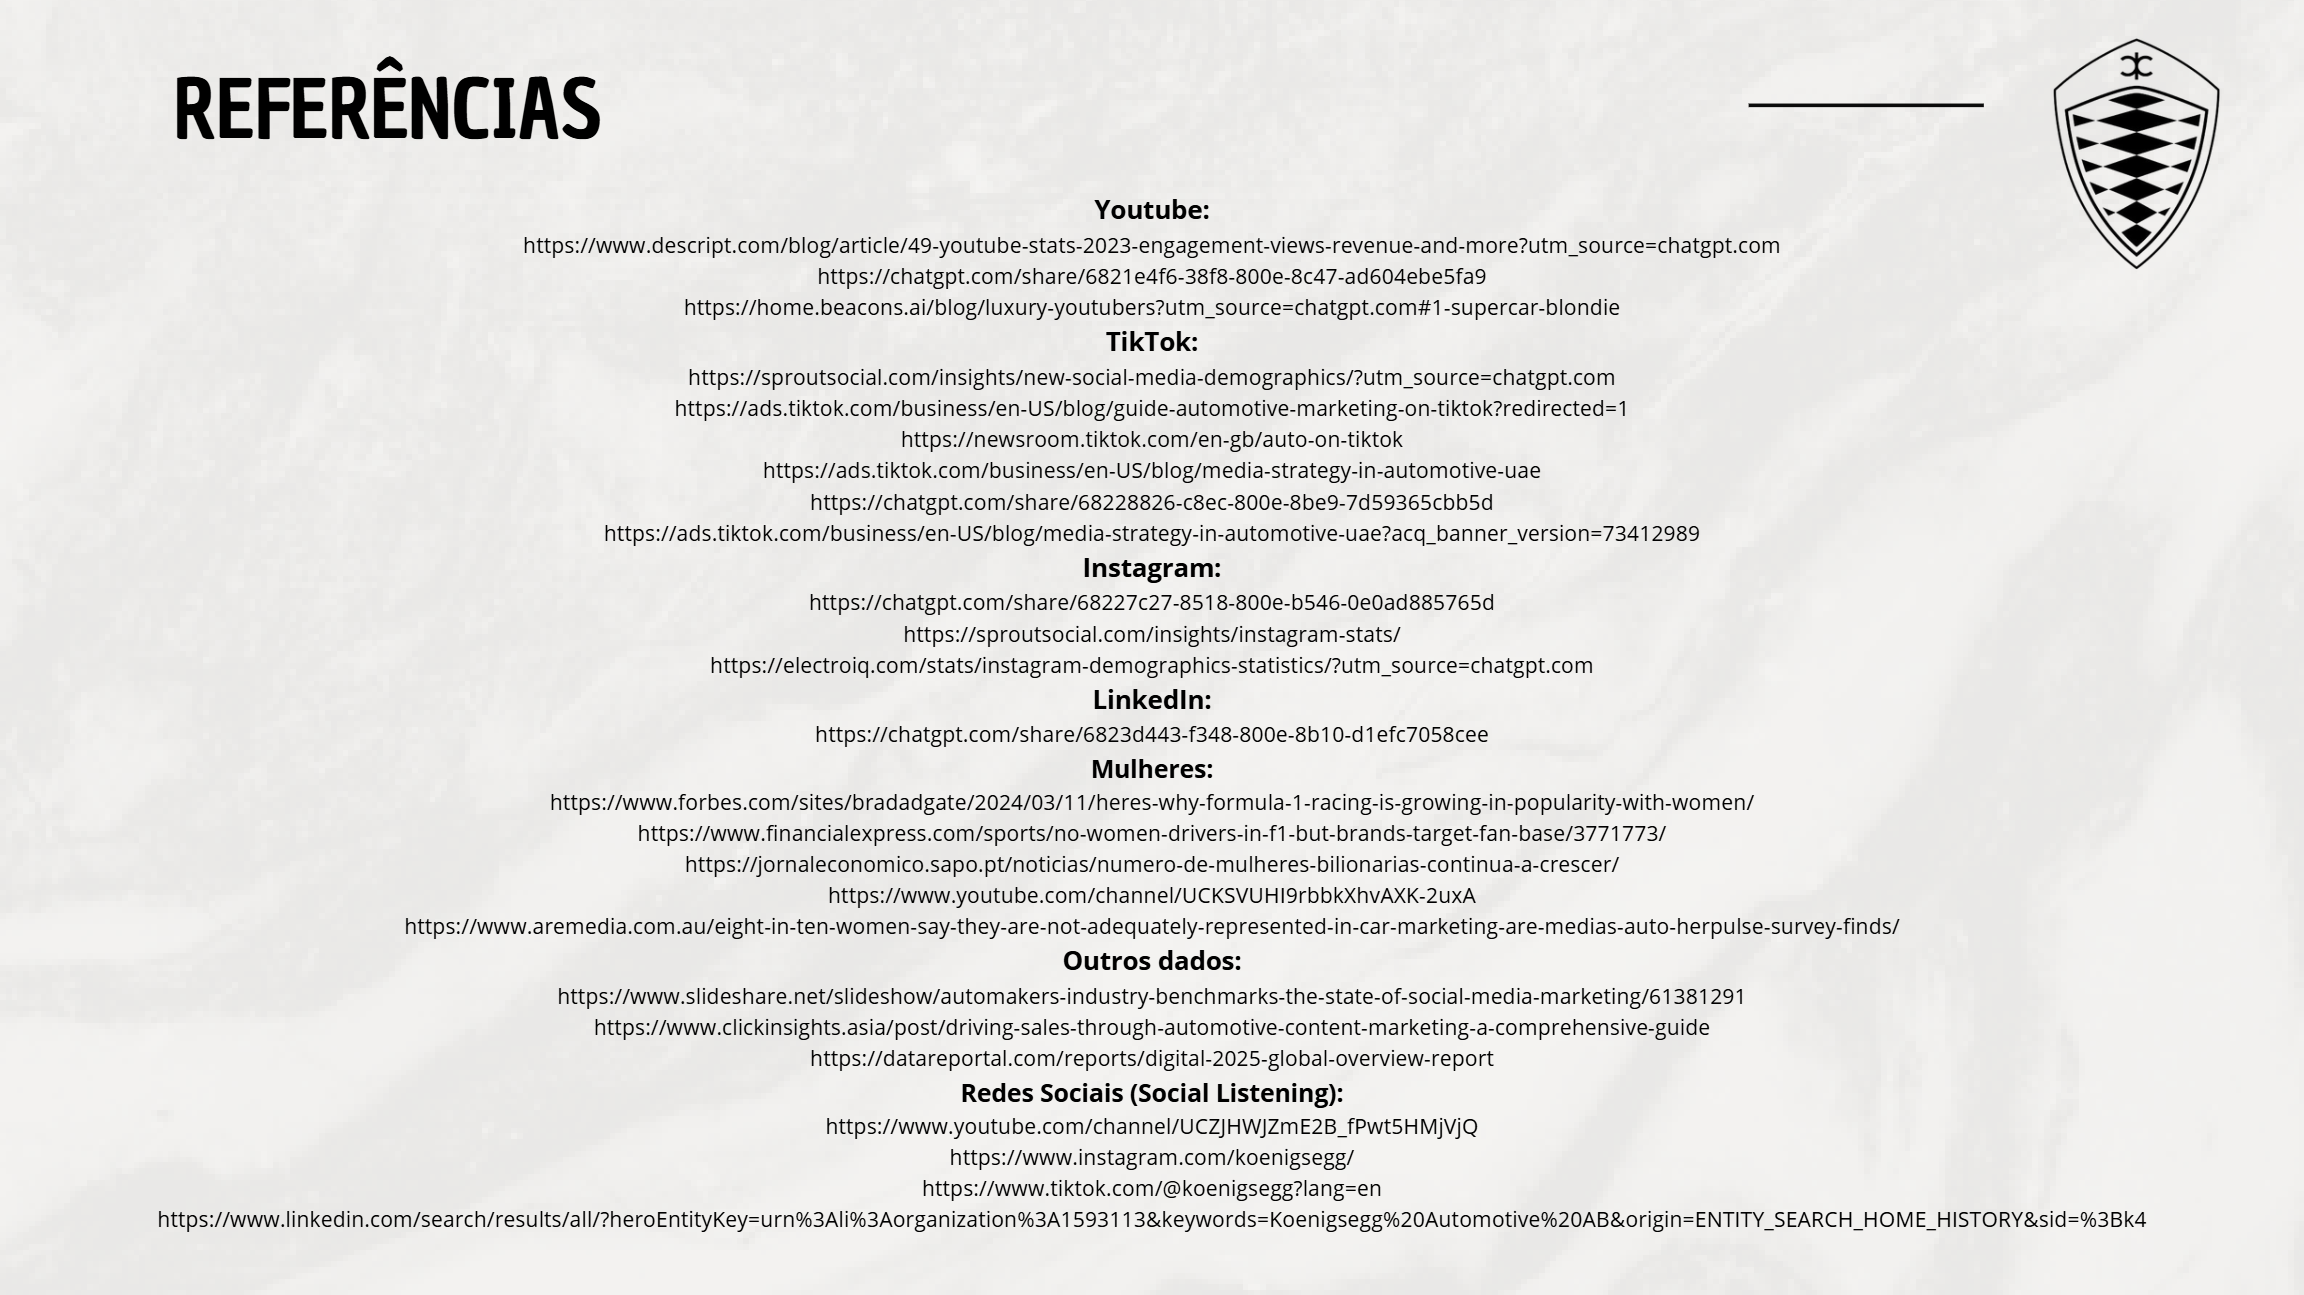 REFERÊNCIAS
Youtube:
https://www.descript.com/blog/article/49-youtube-stats-2023-engagement-views-revenue-and-more?utm_source=chatgpt.com
https://chatgpt.com/share/6821e4f6-38f8-800e-8c47-ad604ebe5fa9
https://home.beacons.ai/blog/luxury-youtubers?utm_source=chatgpt.com#1-supercar-blondie
TikTok:
https://sproutsocial.com/insights/new-social-media-demographics/?utm_source=chatgpt.com
https://ads.tiktok.com/business/en-US/blog/guide-automotive-marketing-on-tiktok?redirected=1
https://newsroom.tiktok.com/en-gb/auto-on-tiktok
https://ads.tiktok.com/business/en-US/blog/media-strategy-in-automotive-uae
https://chatgpt.com/share/68228826-c8ec-800e-8be9-7d59365cbb5d
https://ads.tiktok.com/business/en-US/blog/media-strategy-in-automotive-uae?acq_banner_version=73412989
Instagram:
https://chatgpt.com/share/68227c27-8518-800e-b546-0e0ad885765d
https://sproutsocial.com/insights/instagram-stats/
https://electroiq.com/stats/instagram-demographics-statistics/?utm_source=chatgpt.com
LinkedIn:
https://chatgpt.com/share/6823d443-f348-800e-8b10-d1efc7058cee
Mulheres:
https://www.forbes.com/sites/bradadgate/2024/03/11/heres-why-formula-1-racing-is-growing-in-popularity-with-women/
https://www.financialexpress.com/sports/no-women-drivers-in-f1-but-brands-target-fan-base/3771773/
https://jornaleconomico.sapo.pt/noticias/numero-de-mulheres-bilionarias-continua-a-crescer/
https://www.youtube.com/channel/UCKSVUHI9rbbkXhvAXK-2uxA
https://www.aremedia.com.au/eight-in-ten-women-say-they-are-not-adequately-represented-in-car-marketing-are-medias-auto-herpulse-survey-finds/
Outros dados:
https://www.slideshare.net/slideshow/automakers-industry-benchmarks-the-state-of-social-media-marketing/61381291
https://www.clickinsights.asia/post/driving-sales-through-automotive-content-marketing-a-comprehensive-guide
https://datareportal.com/reports/digital-2025-global-overview-report
Redes Sociais (Social Listening):
https://www.youtube.com/channel/UCZJHWJZmE2B_fPwt5HMjVjQ
https://www.instagram.com/koenigsegg/
https://www.tiktok.com/@koenigsegg?lang=en
https://www.linkedin.com/search/results/all/?heroEntityKey=urn%3Ali%3Aorganization%3A1593113&keywords=Koenigsegg%20Automotive%20AB&origin=ENTITY_SEARCH_HOME_HISTORY&sid=%3Bk4